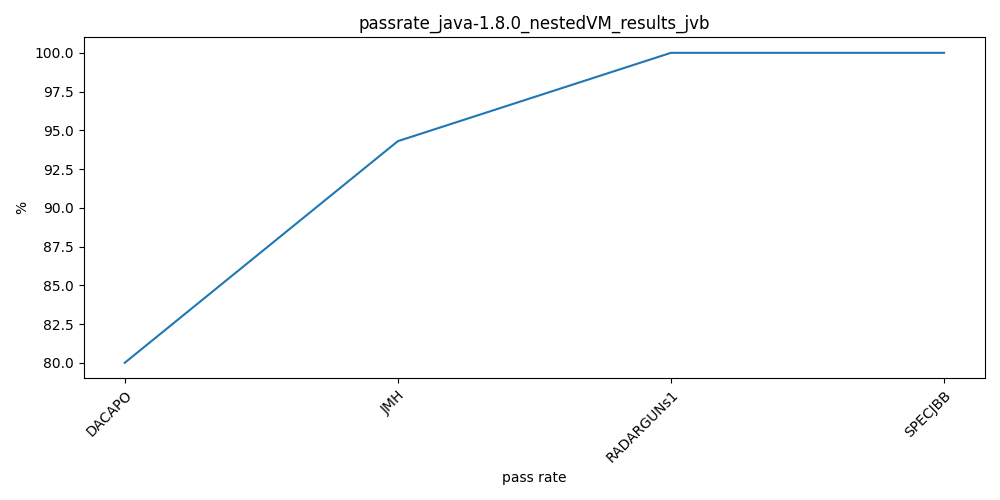 passrate_java-1.8.0_nestedVM_results_jvb
100.0
97.5
95.0
92.5
90.0
87.5
85.0
82.5
80.0
%
DACAPO
JMH
RADARGUNs1
SPECJBB
pass rate